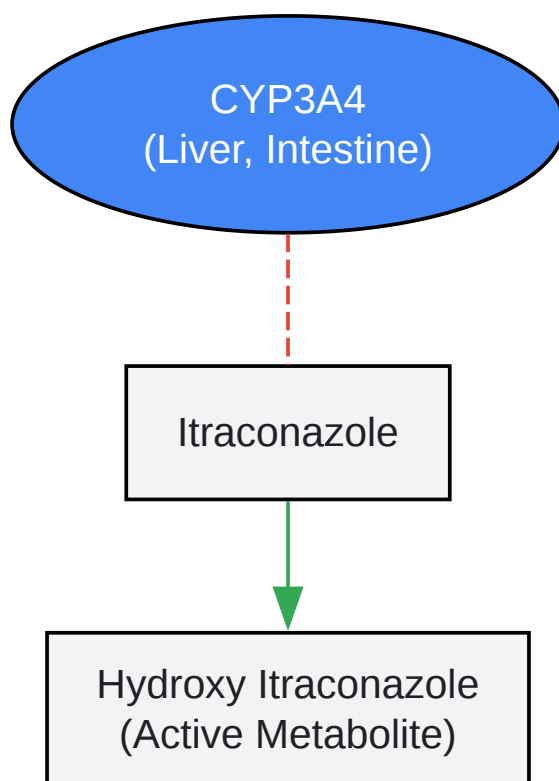 CYP3A4
(Liver, Intestine)
Itraconazole
Hydroxy Itraconazole
(Active Metabolite)